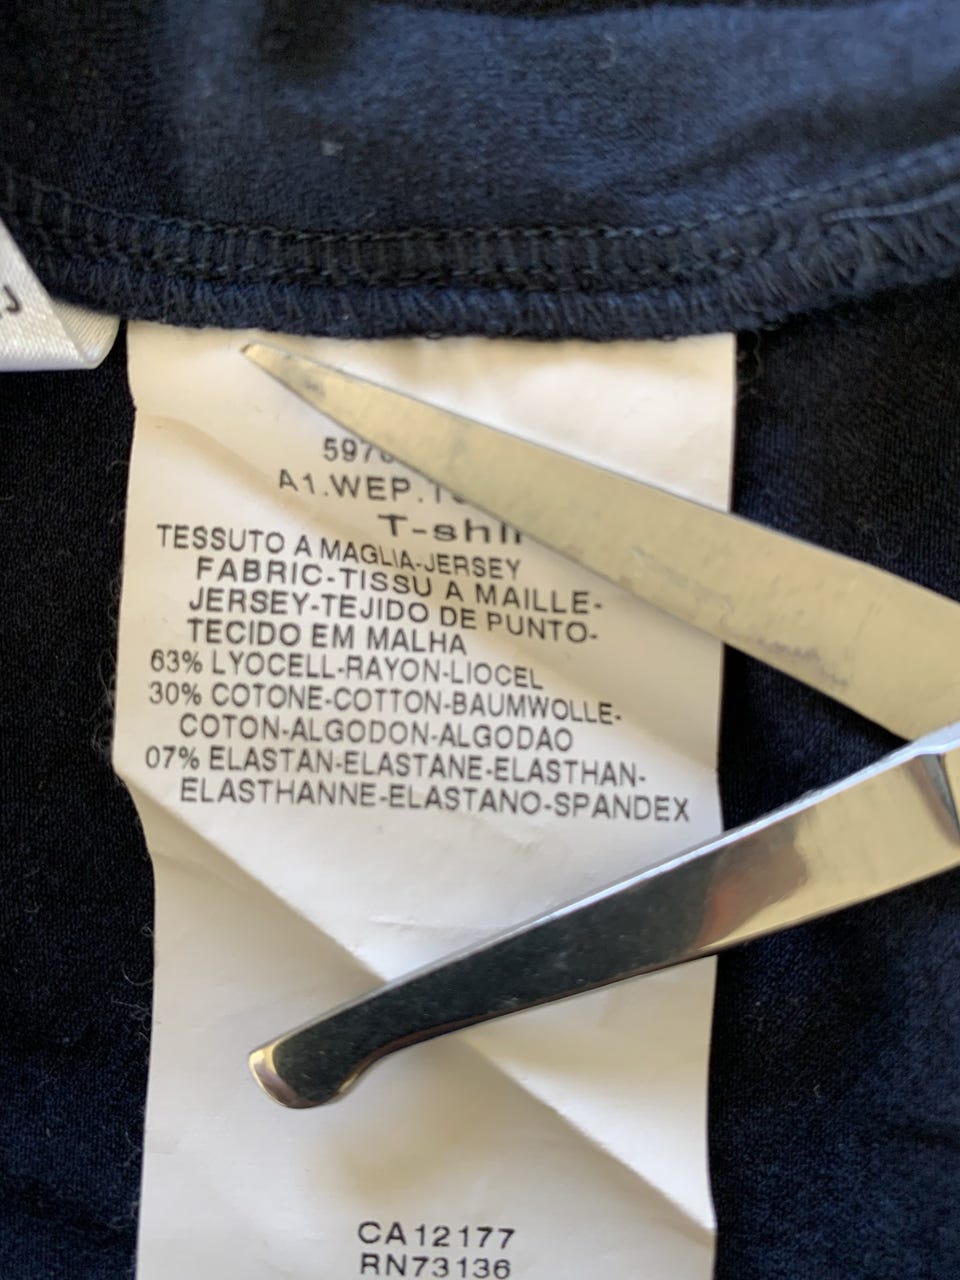 TESSUTO A MAGLIA-JERSEY
FABRIC-TISSU A MAILLE-
JERSEY-TEJIDO DE PUNTO-
TECIDO EM MALHA
63% LYOCELL-RAYON-LIOCEL
30% COTONE-COTTON-BAUMWOLLE-
COTON-ALGODON-ALGODAO
07% ELASTAN-ELASTANE-ELASTHAN-
ELASTHANNE-ELASTANO-SPANDEX
CA12177
RN73136